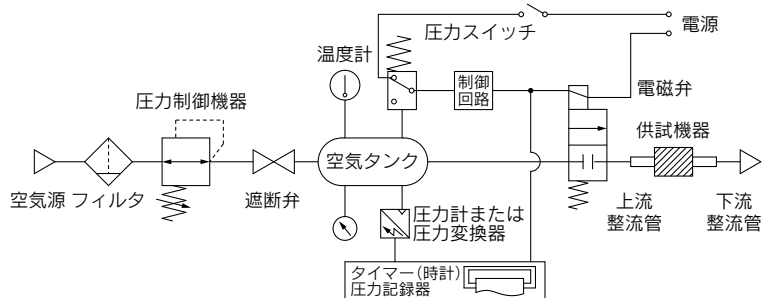 圧力スイッチ
電源
温度計
圧力制御機器
制御
回路
電磁弁
供試機器
空気源
フィルタ
遮断弁
空気タンク
上流
整流管
下流
整流管
圧力計または
圧力変換器
タイマー(時計)
圧力記録器